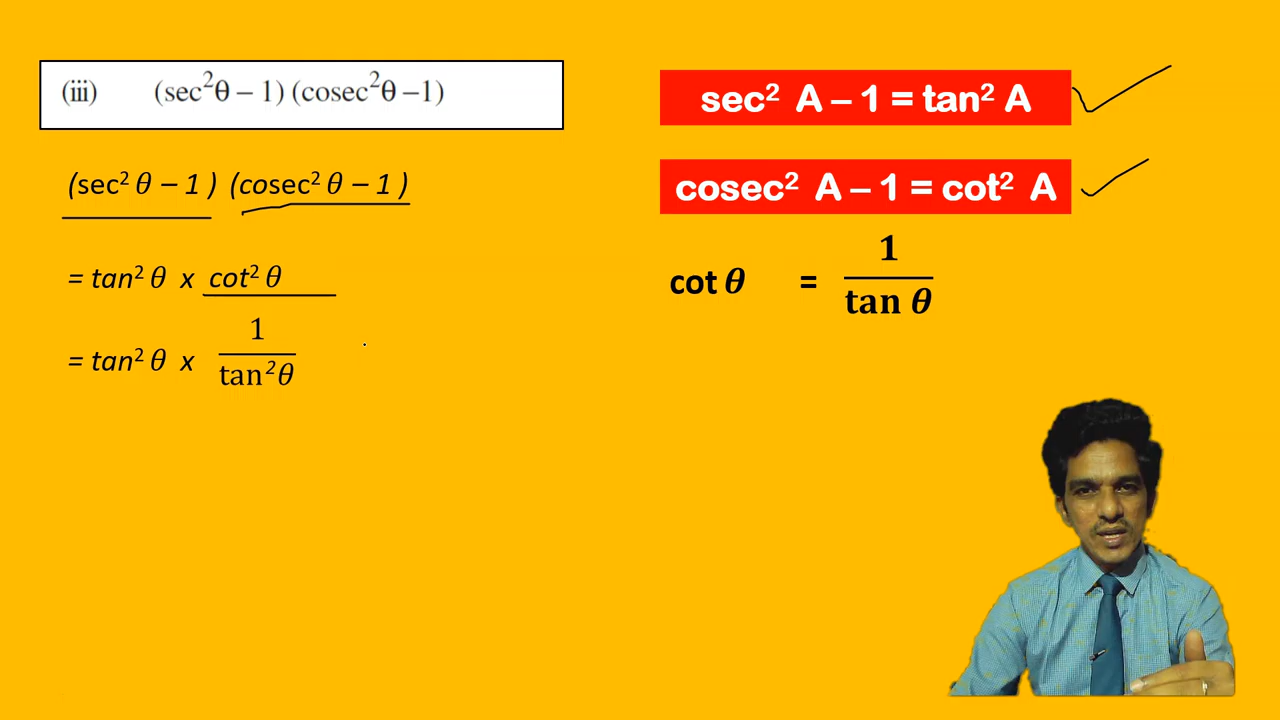 (iii) (sec²θ – 1) (cosec²θ –1)
(sec² θ – 1 ) (cosec² θ – 1 )
= tan² θ x cot² θ
= tan² θ x 1/tan²θ
sec² A – 1 = tan² A
cosec² A – 1 = cot² A
cot θ = 1/tan θ